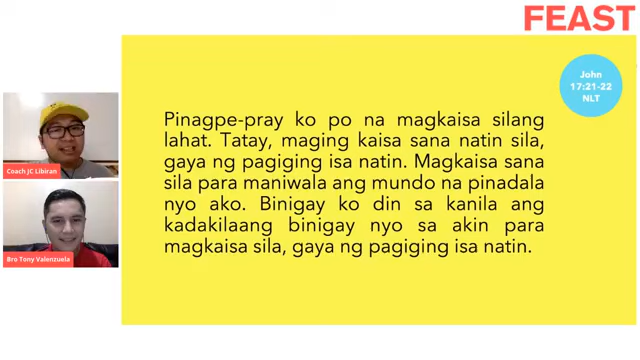 FEAST
John
17:21-22
NLT
Pinagpe-pray ko po na magkaisa silang
lahat. Tatay, maging kaisa sana natin sila,
gaya ng pagiging isa natin. Magkaisa sana
sila para maniwala ang mundo na pinadala
nyo ako. Binigay ko din sa kanila ang
kadakilaang binigay nyo sa akin para
magkaisa sila, gaya ng pagiging isa natin.
Coach JC Libiran
Bro Tony Valenzuela